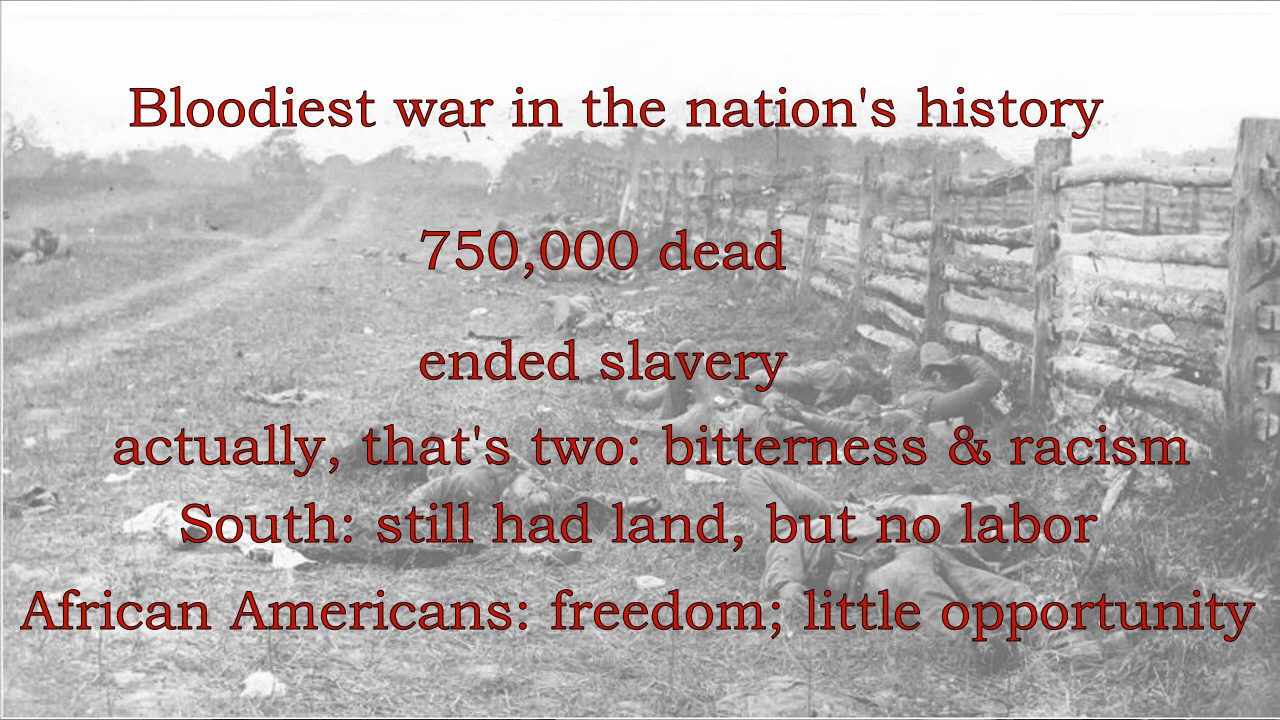 Bloodiest war in the nation's history
750,000 dead
ended slavery
actually, that's two: bitterness & racism
South: still had land, but no labor
African Americans: freedom; little opportunity